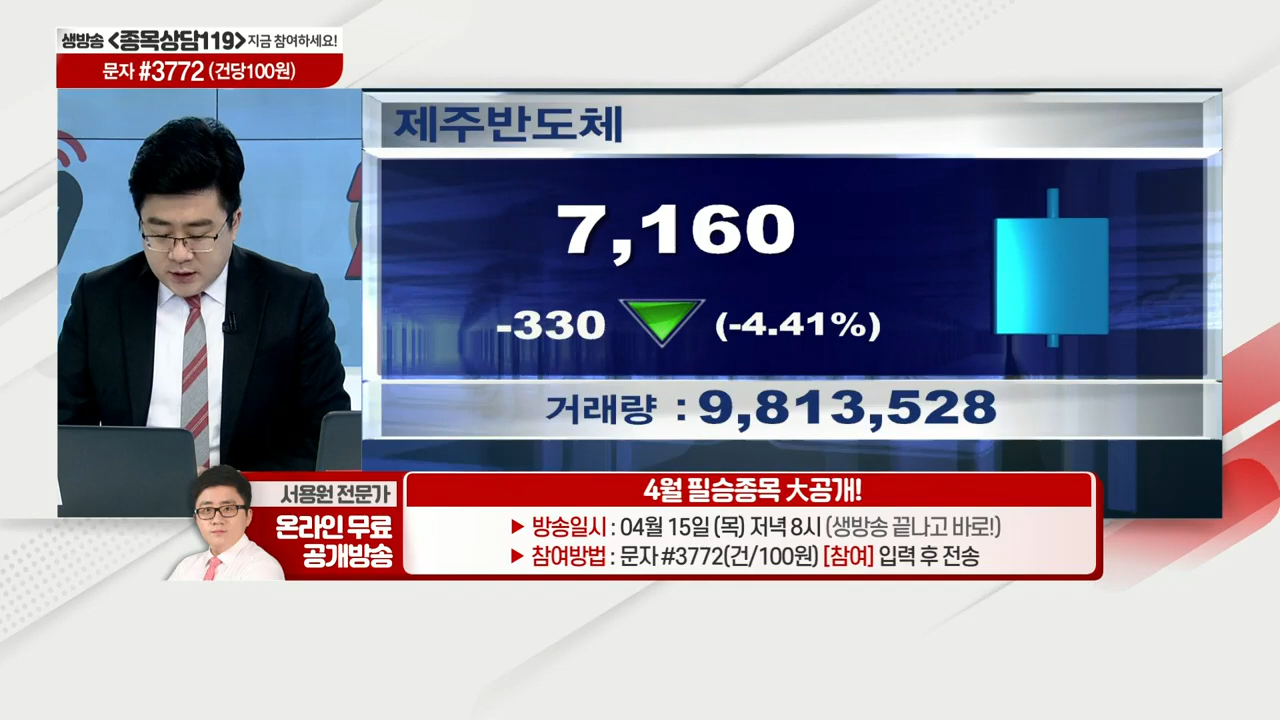 생방송 <종목상담119> 지금 참여하세요!
문자 #3772 (건당100원)
제주반도체
7,160
-330 (-4.41%)
거래량 : 9,813,528
서용원 전문가
온라인 무료
공개방송
4월 필승종목 大공개!
▶ 방송일시 : 04월 15일 (목) 저녁 8시 (생방송 끝나고 바로!)
▶ 참여방법 : 문자 #3772(건/100원) [참여] 입력 후 전송